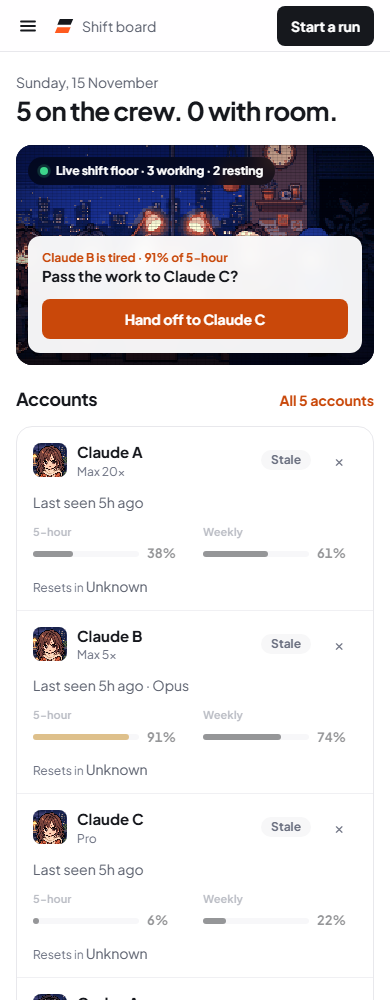 Shift board
Start a run
Sunday, 15 November
5 on the crew. 0 with room.
Live shift floor · 3 working · 2 resting
Claude B is tired · 91% of 5-hour
Pass the work to Claude C?
Hand off to Claude C
Accounts
All 5 accounts
Claude A
Max 20×
Stale
×
Last seen 5h ago
5-hour
Weekly
38%
61%
Resets in Unknown
Claude B
Max 5×
Stale
×
Last seen 5h ago · Opus
5-hour
Weekly
91%
74%
Resets in Unknown
Claude C
Pro
Stale
×
Last seen 5h ago
5-hour
Weekly
6%
22%
Resets in Unknown